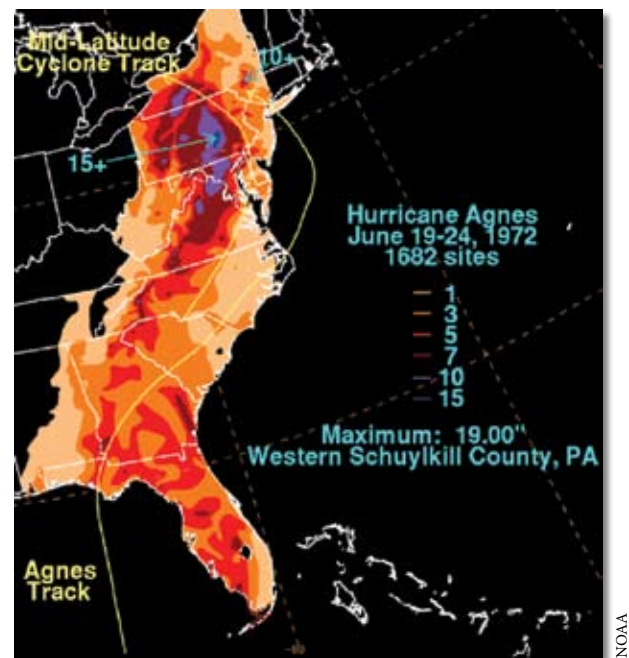 Mid-Latitude
Cyclone Track
10+
15+
Hurricane Agnes
June 19-24, 1972
1682 sites
1
3
5
7
10
15
Maximum: 19.00"
Western Schuylkill County, PA
Agnes
Track
NOAA